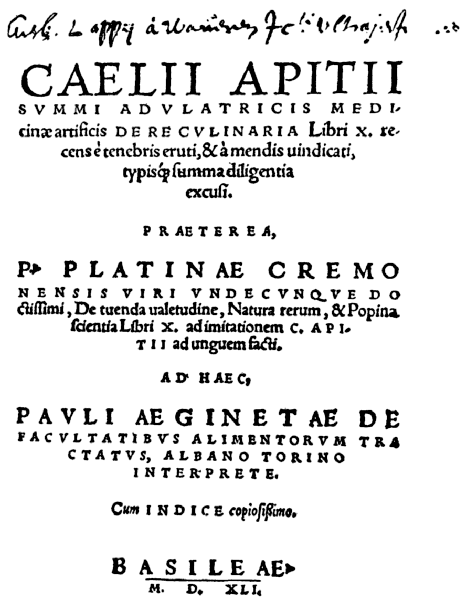 CAELII APITII
SVMMI ADVLATRICIS MEDI-
cinæ artificis DE RE CVLINARIA Libri X. re-
cens è tenebris eruti, & à mendis uindicati,
typisq́; summa diligentia
excusi.
PRAETEREA,
P. PLATINAE CREMO
NENSIS VIRI VNDECVNQVE DO
ctissimi, De tuenda ualetudine, Natura rerum, & Popinæ
scientia Libri X. ad imitationem C. API-
TII ad unguem facti.
AD HAEC,
PAVLI AEGINETAE DE
FACVLTATIBVS ALIMENTORVM TRA
CTATVS, ALBANO TORINO
INTERPRETE.
Cum INDICE copiosissimo.
BASILEAE
M. D. XLI.